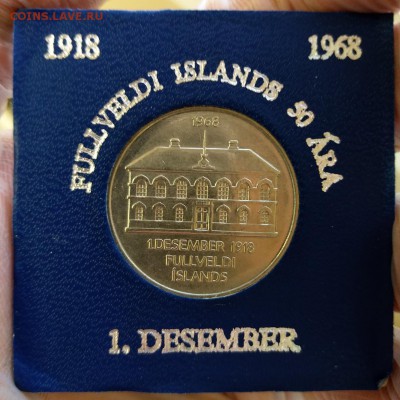 COINS.LAVE.RU
1918 1968
FULLVELDI ISLANDS 50 ÁRA
1968
1.DESEMBER 1918
FULLVELDI
ÍSLANDS
1. DESEMBER